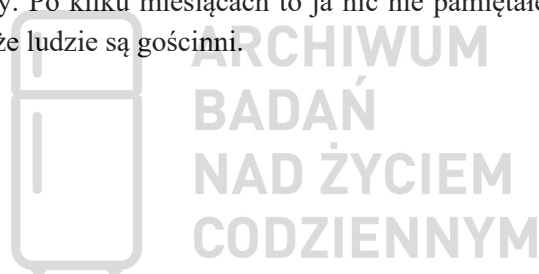 y. Po kilku miesiącach to ja nic nie pamiętałe
że ludzie są gościnni.
ARCHIWUM
BADAŃ
NAD ŻYCIEM
CODZIENNYM